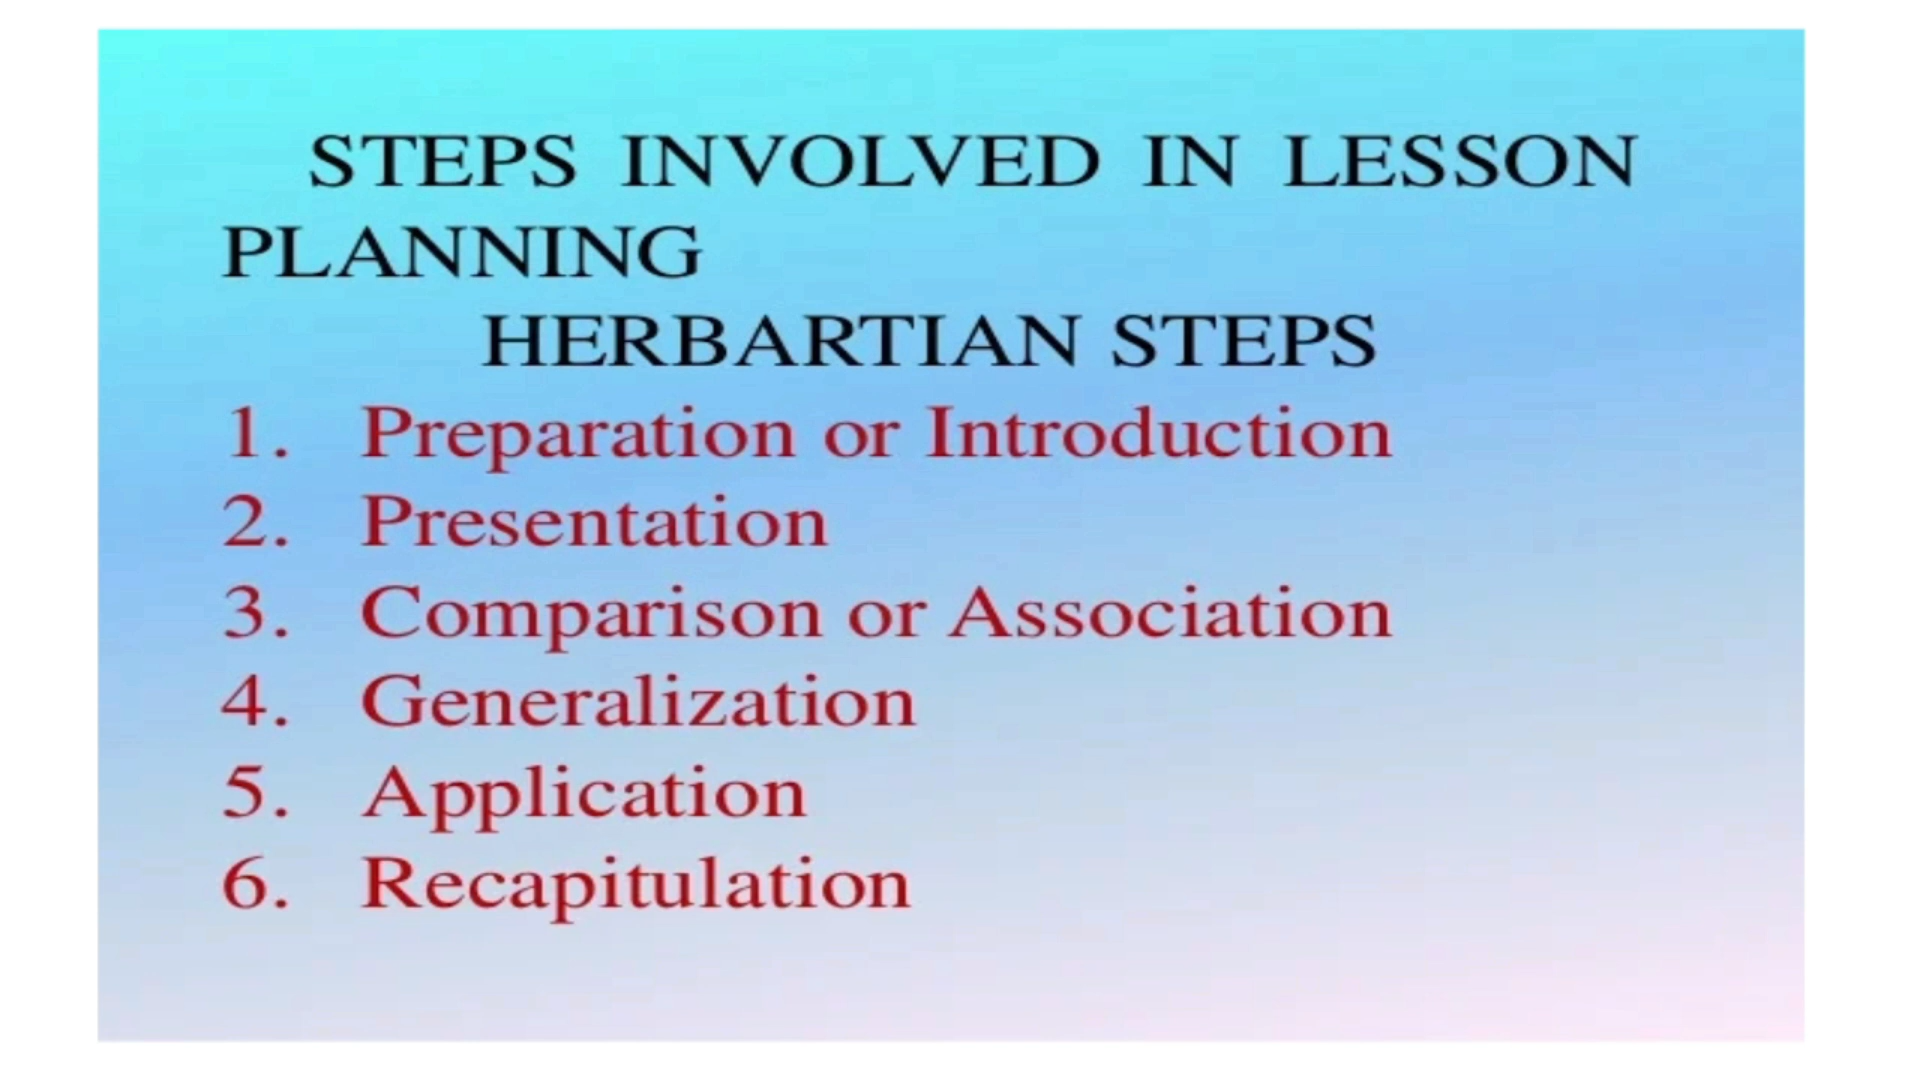 STEPS INVOLVED IN LESSON
PLANNING
HERBARTIAN STEPS
1. Preparation or Introduction
2. Presentation
3. Comparison or Association
4. Generalization
5. Application
6. Recapitulation